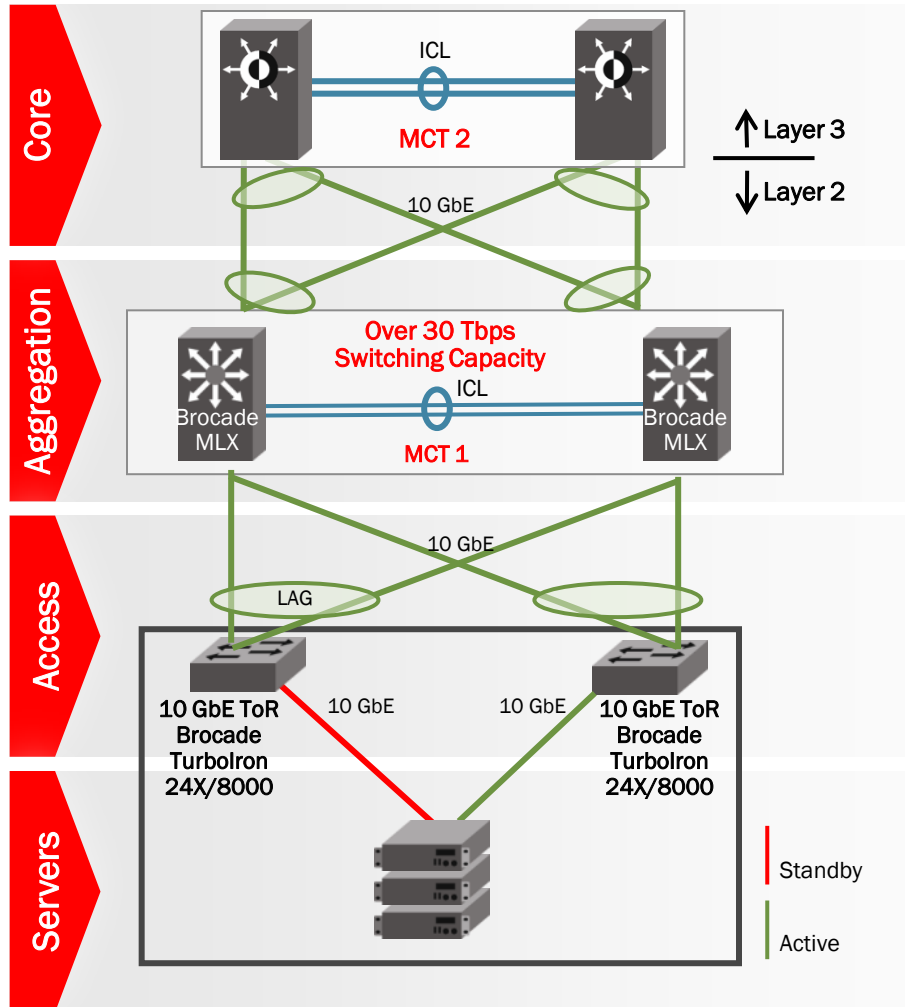 Core
ICL
MCT 2
Layer 3
Layer 2
10 GbE
Aggregation
Over 30 Tbps
Switching Capacity
ICL
Brocade
MLX
Brocade
MLX
MCT 1
10 GbE
Access
LAG
10 GbE
10 GbE
10 GbE ToR
Brocade
TurboIron
24X/8000
10 GbE ToR
Brocade
TurboIron
24X/8000
Servers
Standby
Active